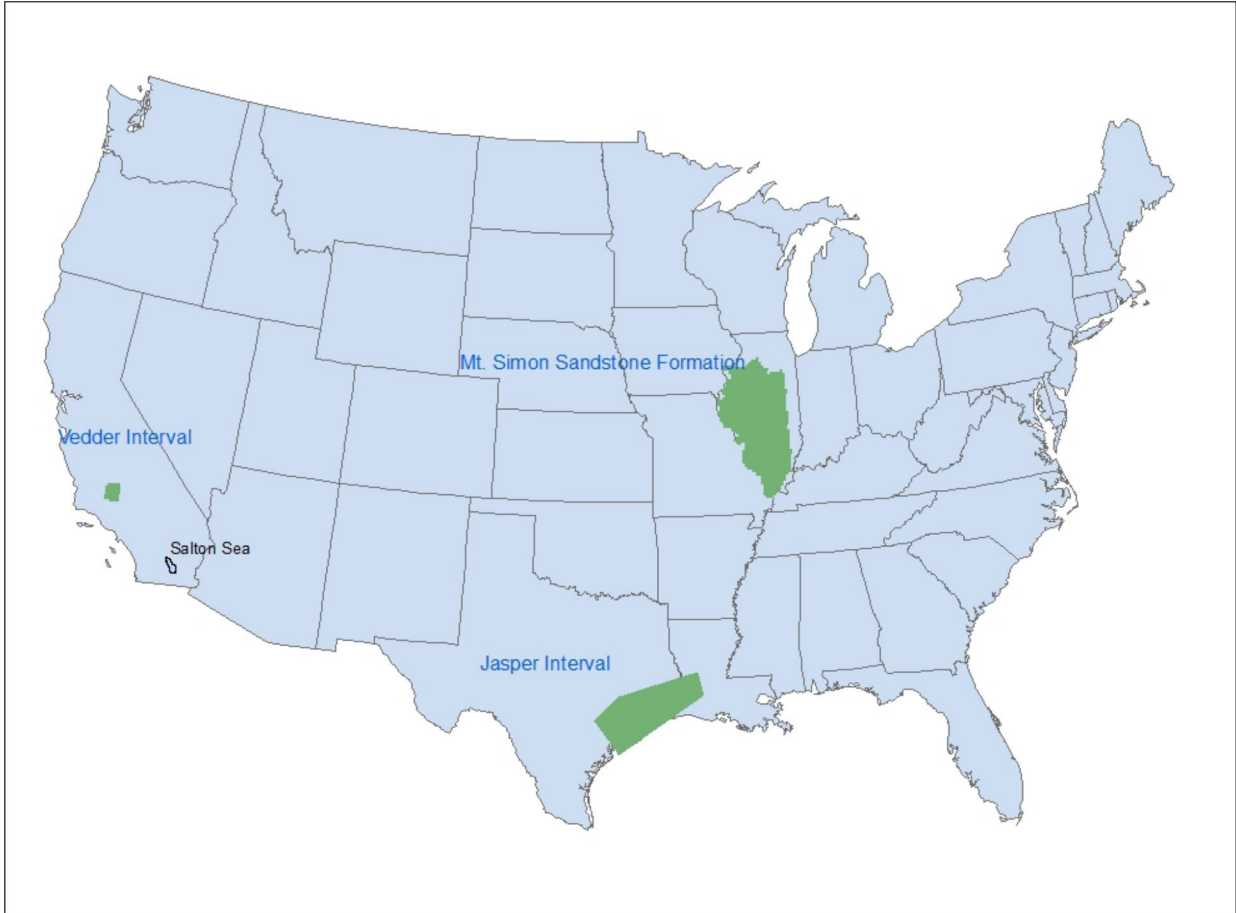 Mt. Simon Sandstone Formation
Vedder Interval
Salton Sea
Jasper Interval